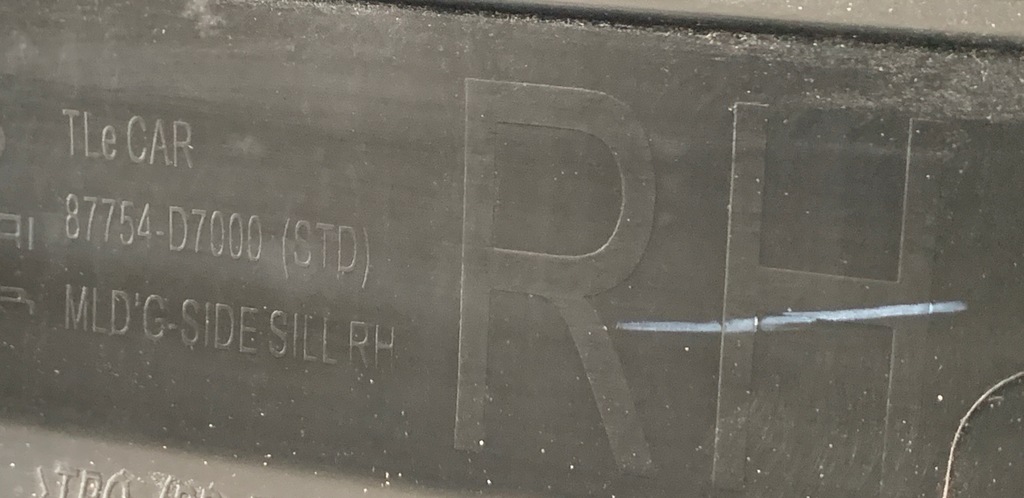 TLe CAR
87754-D7000 (STD)
MLD'G-SIDE SILL RH
RH